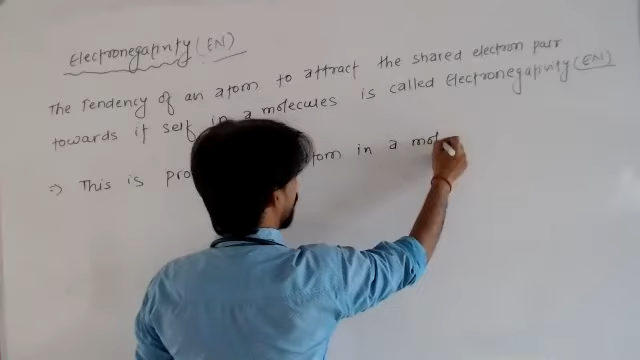 Electronegativity (EN)
The Tendency of an atom to attract the shared electron pair
towards it self in a molecules is called Electronegativity (EN)
⇒ This is pro atom in a mol